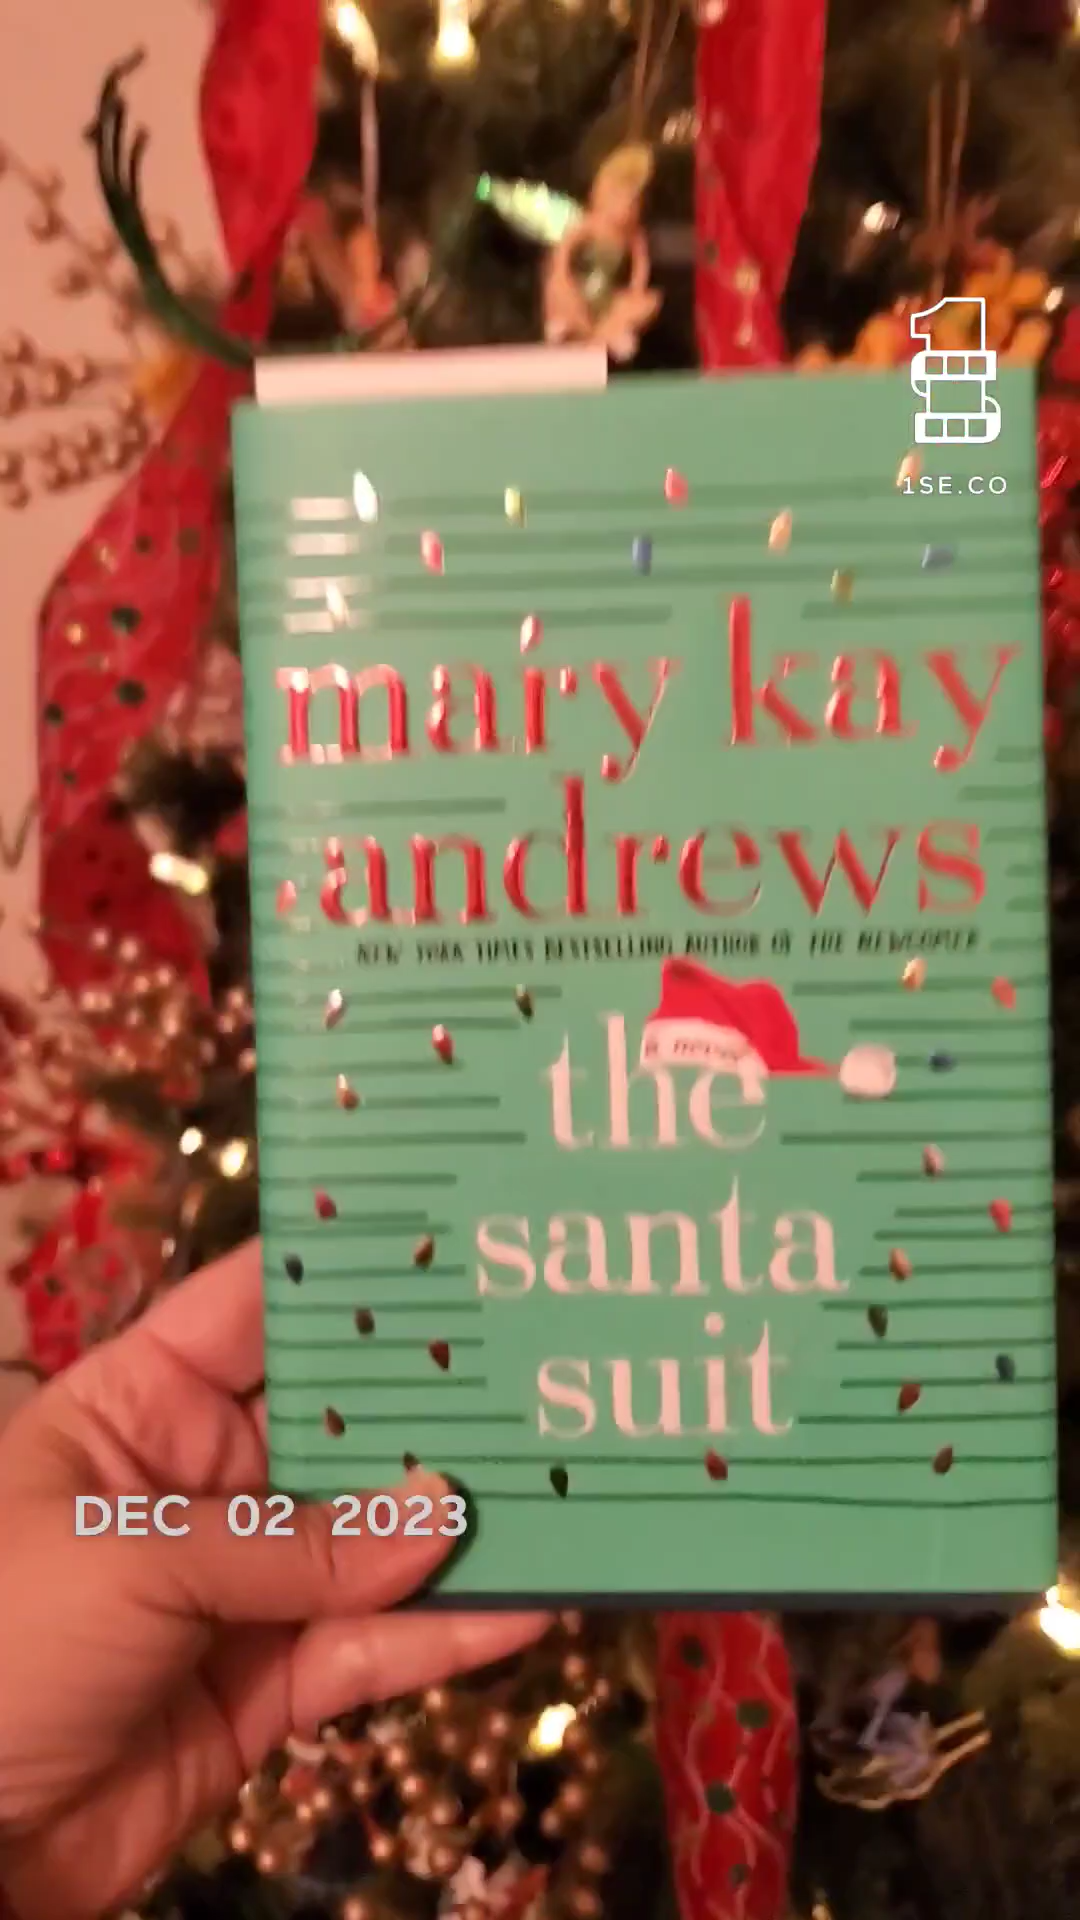 1SE.CO
mary kay
andrews
NEW YORK TIMES BESTSELLING AUTHOR OF THE NEWCOMER
a novel
the
santa
suit
DEC 02 2023